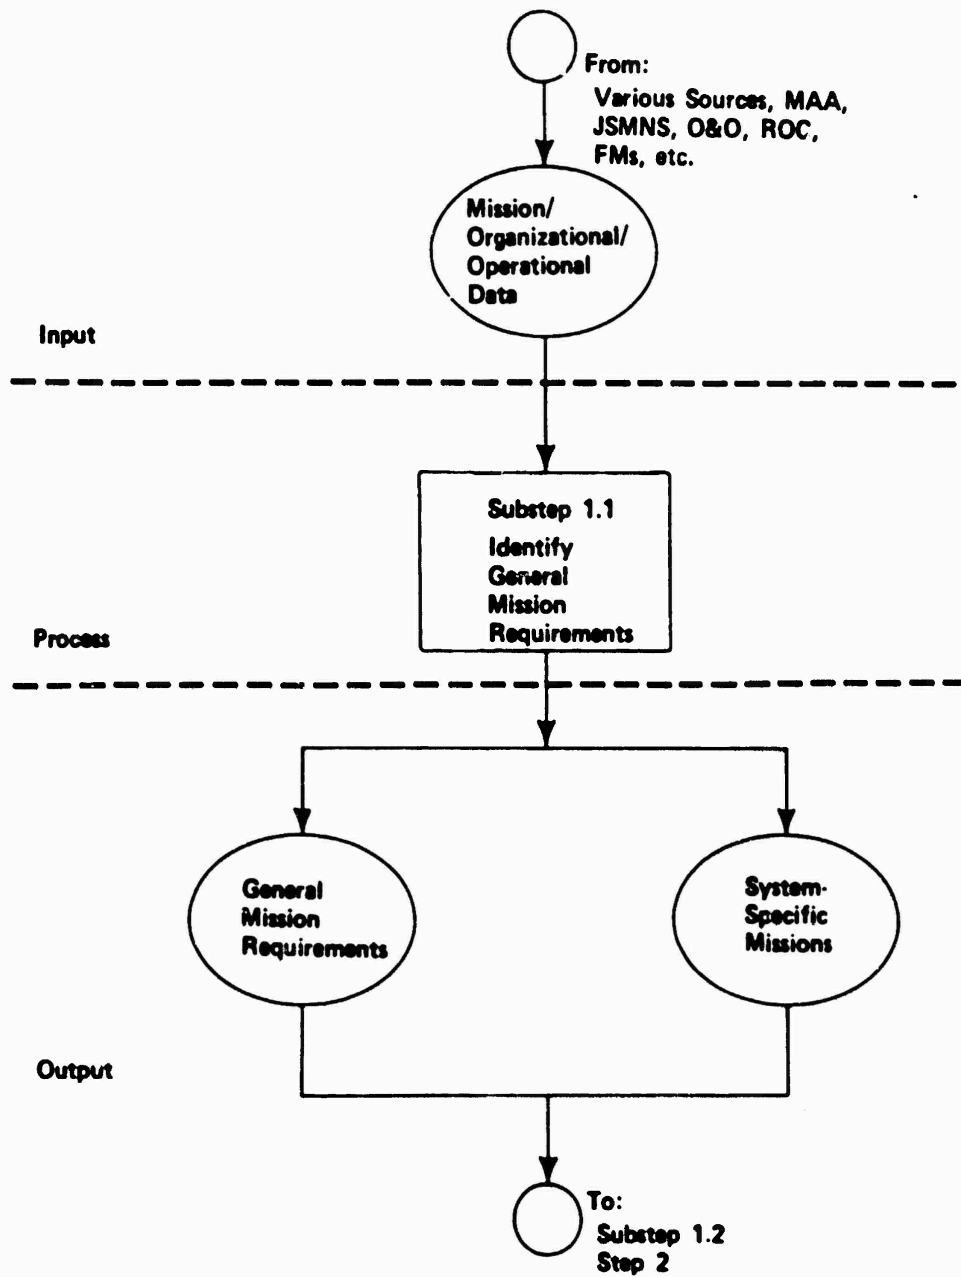 From:
Various Sources, MAA,
JSMNS, O&O, ROC,
FMs, etc.
Mission/
Organizational/
Operational
Data
Input
Substep 1.1
Identify
General
Mission
Requirements
Process
General
Mission
Requirements
System-
Specific
Missions
Output
To:
Substep 1.2
Step 2